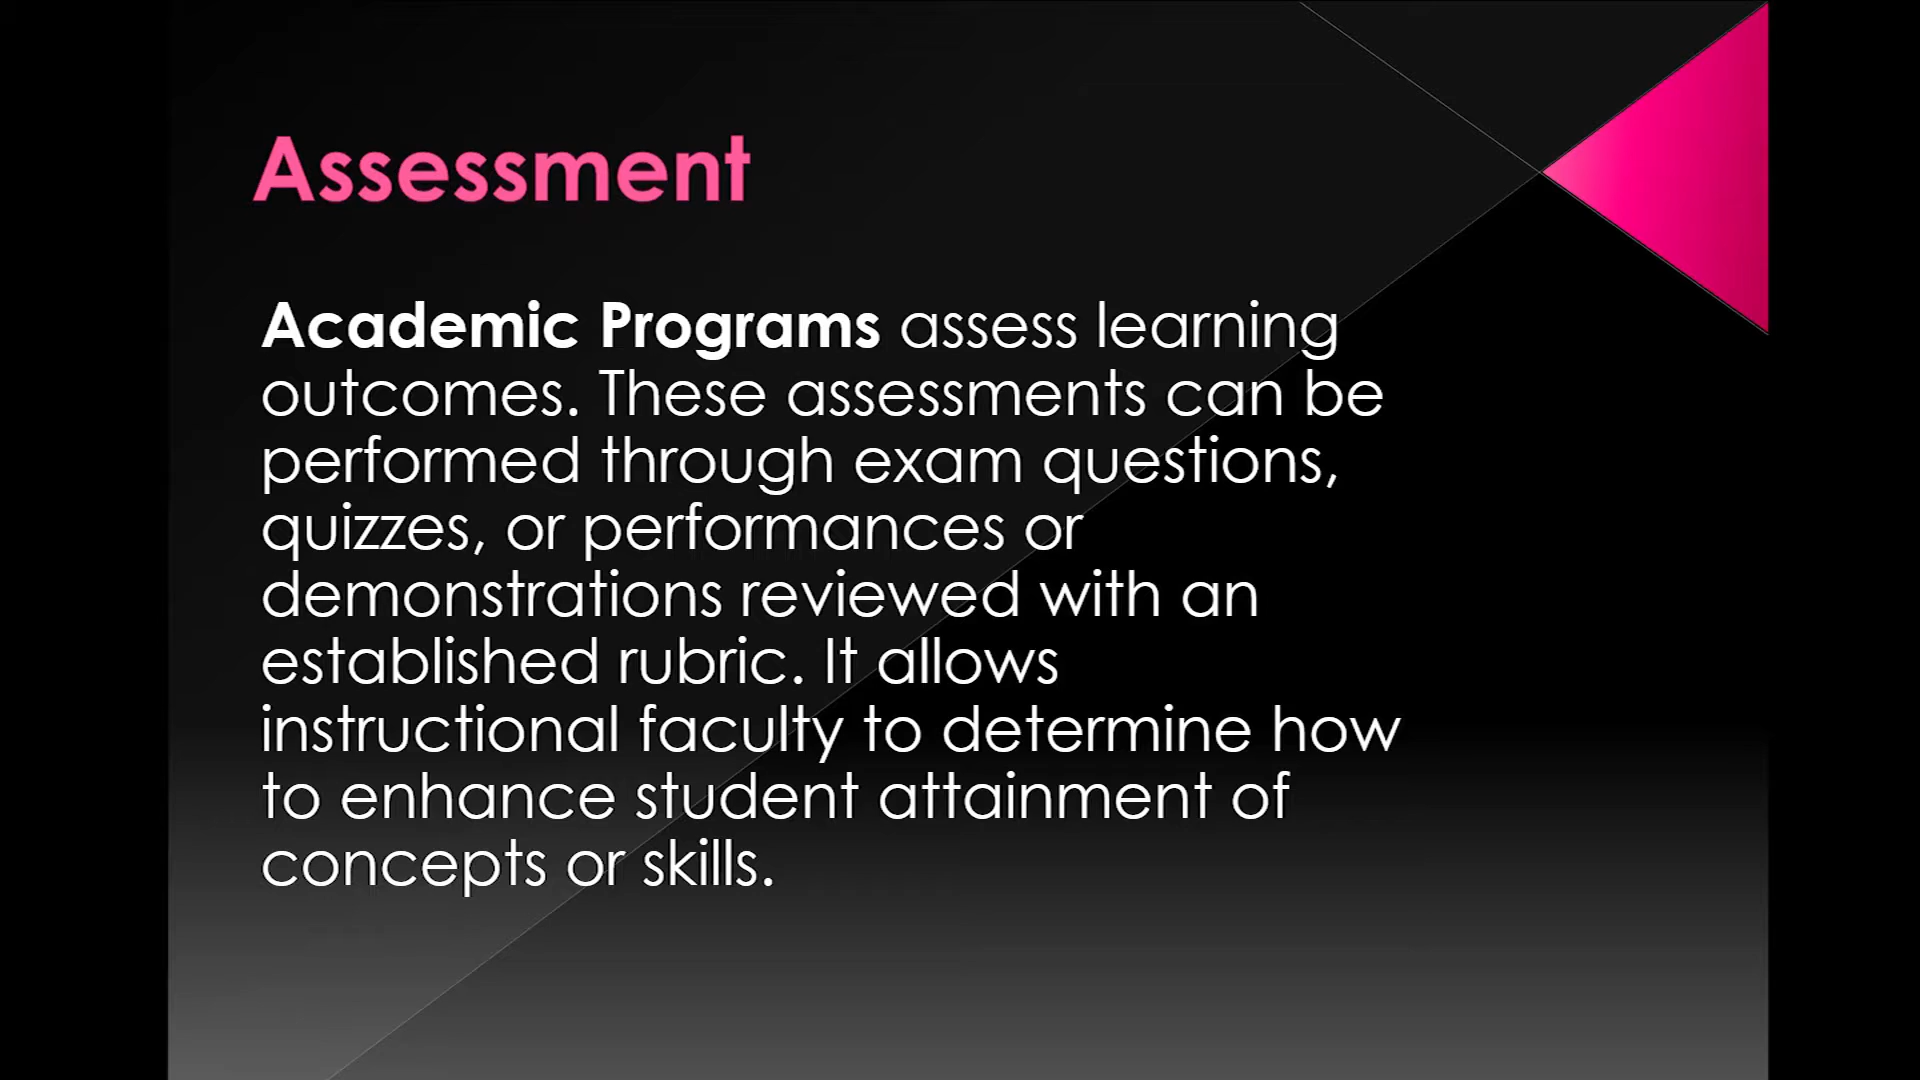 Assessment
Academic Programs assess learning
outcomes. These assessments can be
performed through exam questions,
quizzes, or performances or
demonstrations reviewed with an
established rubric. It allows
instructional faculty to determine how
to enhance student attainment of
concepts or skills.